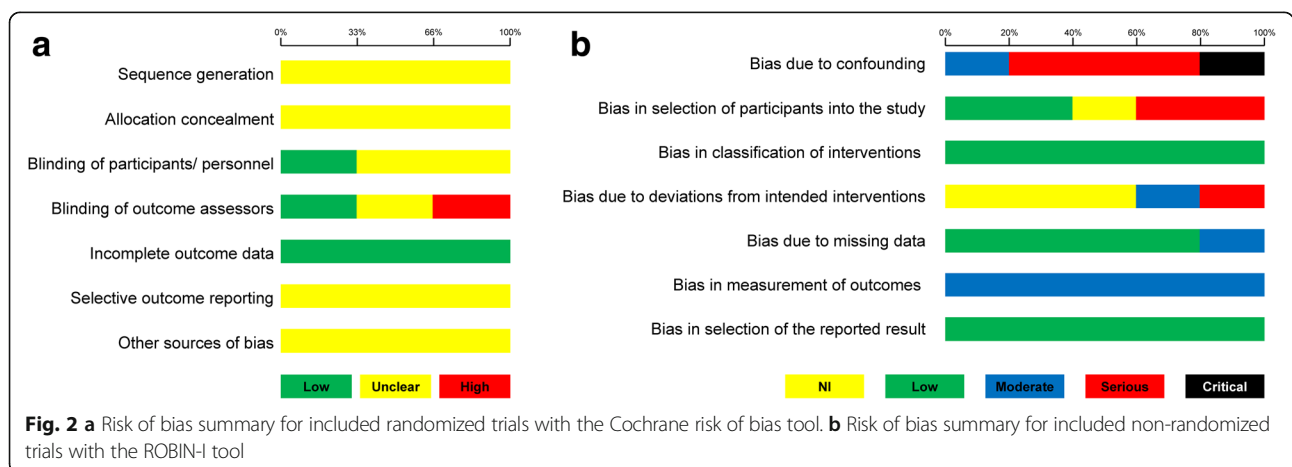 a
0% 33% 66% 100%
Sequence generation
Allocation concealment
Blinding of participants/ personnel
Blinding of outcome assessors
Incomplete outcome data
Selective outcome reporting
Other sources of bias
Low Unclear High
b
0% 20% 40% 60% 80% 100%
Bias due to confounding
Bias in selection of participants into the study
Bias in classification of interventions
Bias due to deviations from intended interventions
Bias due to missing data
Bias in measurement of outcomes
Bias in selection of the reported result
NI Low Moderate Serious Critical
Fig. 2 a Risk of bias summary for included randomized trials with the Cochrane risk of bias tool. b Risk of bias summary for included non-randomized
trials with the ROBIN-I tool